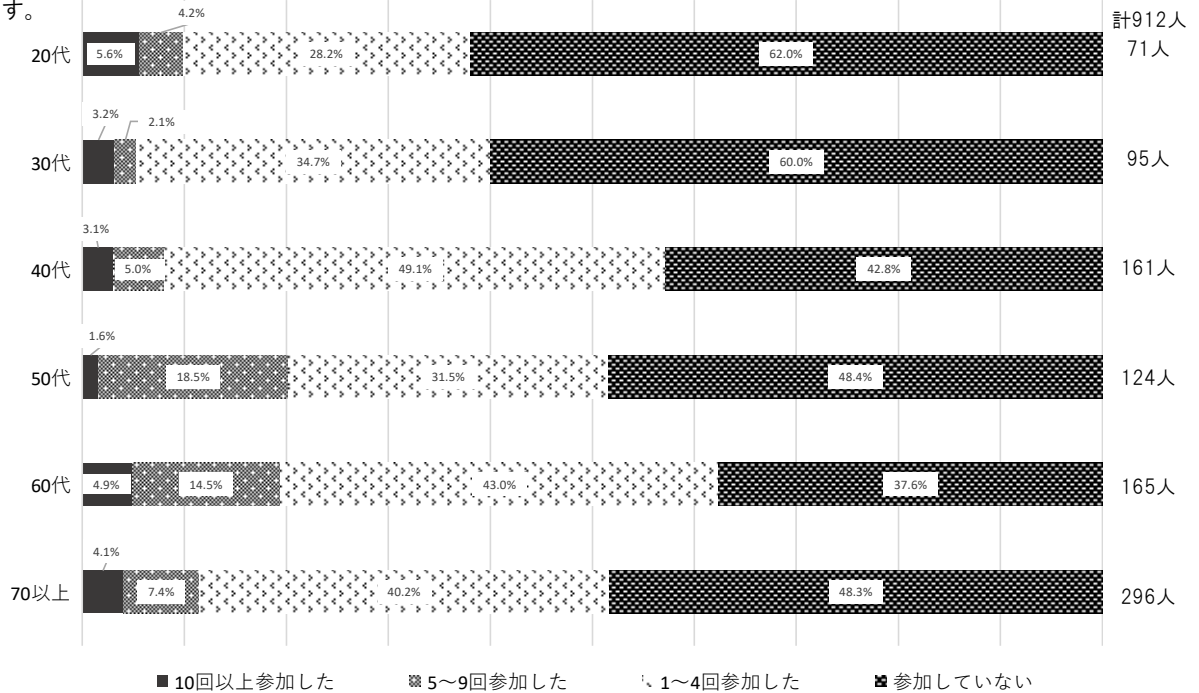 す。
計912人
4.2%
20代 5.6% 28.2% 62.0% 71人
3.2% 2.1%
30代 34.7% 60.0% 95人
3.1%
40代 5.0% 49.1% 42.8% 161人
1.6%
50代 18.5% 31.5% 48.4% 124人
60代 4.9% 14.5% 43.0% 37.6% 165人
4.1%
70以上 7.4% 40.2% 48.3% 296人
10回以上参加した 5～9回参加した 1～4回参加した 参加していない